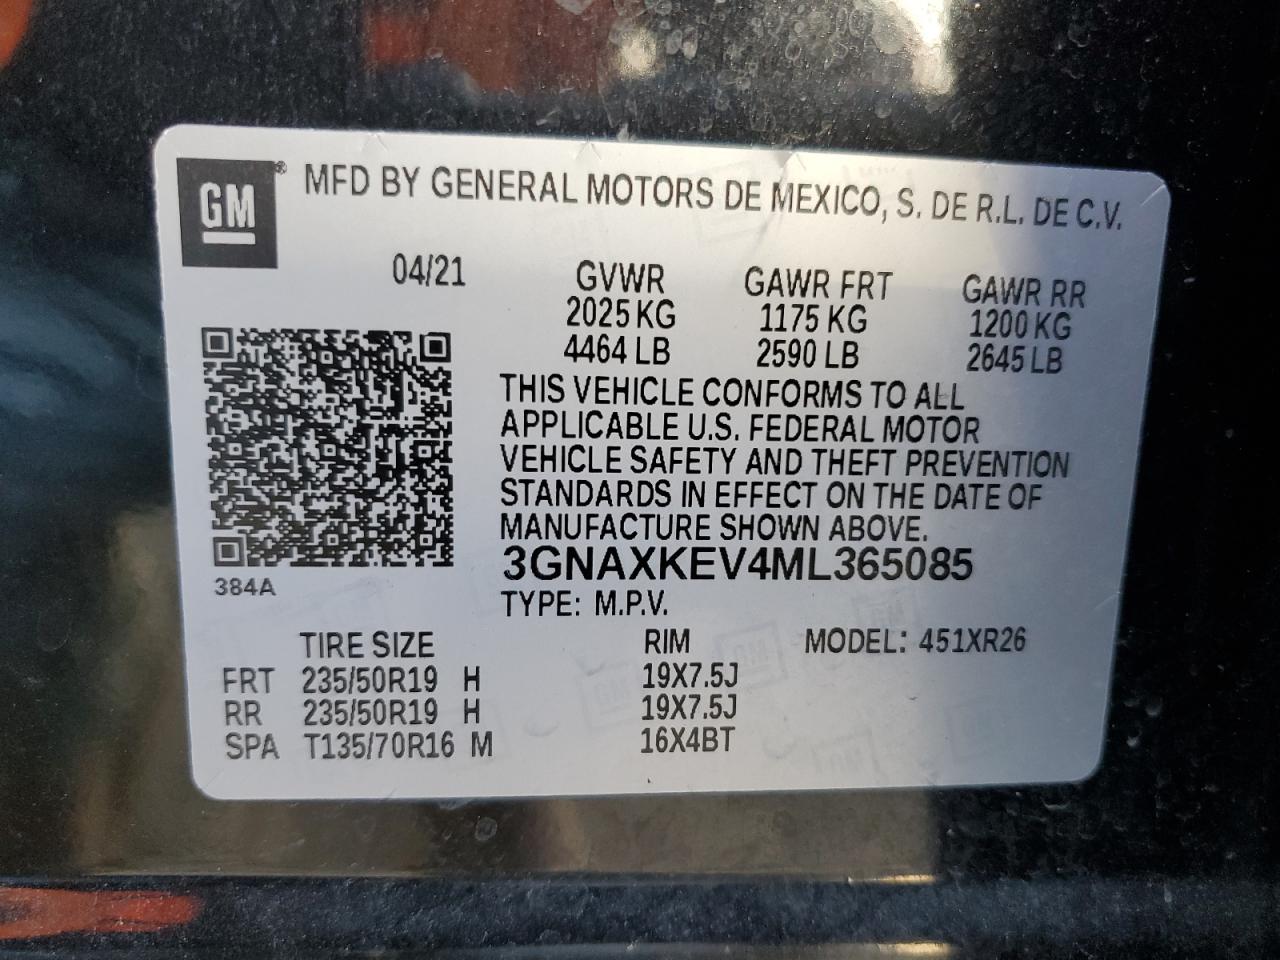 GM ® MFD BY GENERAL MOTORS DE MEXICO, S. DE R.L. DE C.V.
04/21 GVWR GAWR FRT GAWR RR
2025 KG 1175 KG 1200 KG
4464 LB 2590 LB 2645 LB
THIS VEHICLE CONFORMS TO ALL
APPLICABLE U.S. FEDERAL MOTOR
VEHICLE SAFETY AND THEFT PREVENTION
STANDARDS IN EFFECT ON THE DATE OF
MANUFACTURE SHOWN ABOVE.
3GNAXKEV4ML365085
384A
TYPE: M.P.V.
TIRE SIZE RIM MODEL: 451XR26
FRT 235/50R19 H 19X7.5J
RR 235/50R19 H 19X7.5J
SPA T135/70R16 M 16X4BT